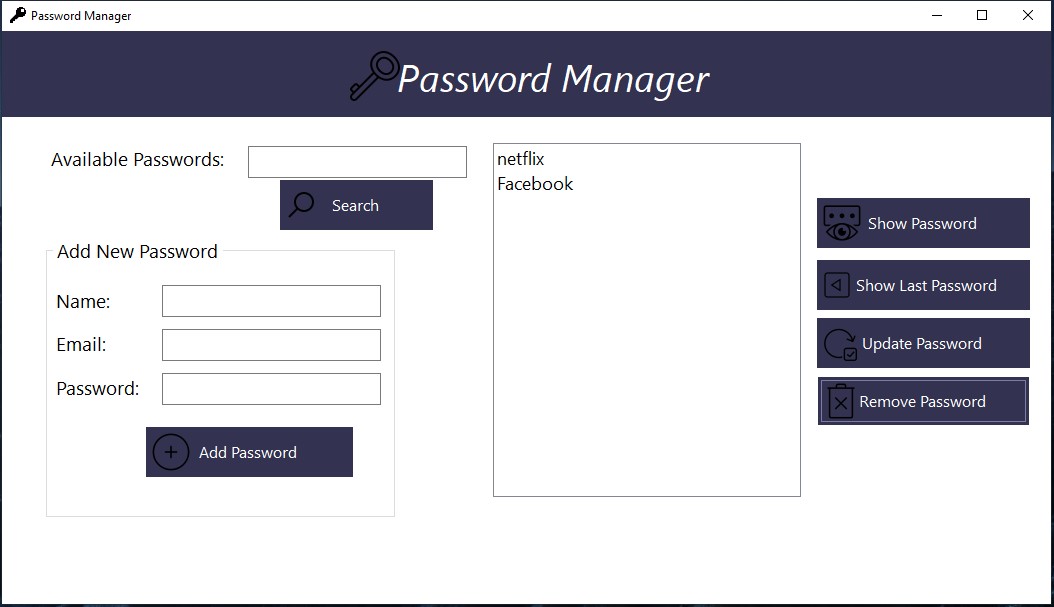 Password Manager
Password Manager
Available Passwords:
Search
Add New Password
Name:
Email:
Password:
Add Password
netflix
Facebook
Show Password
Show Last Password
Update Password
Remove Password